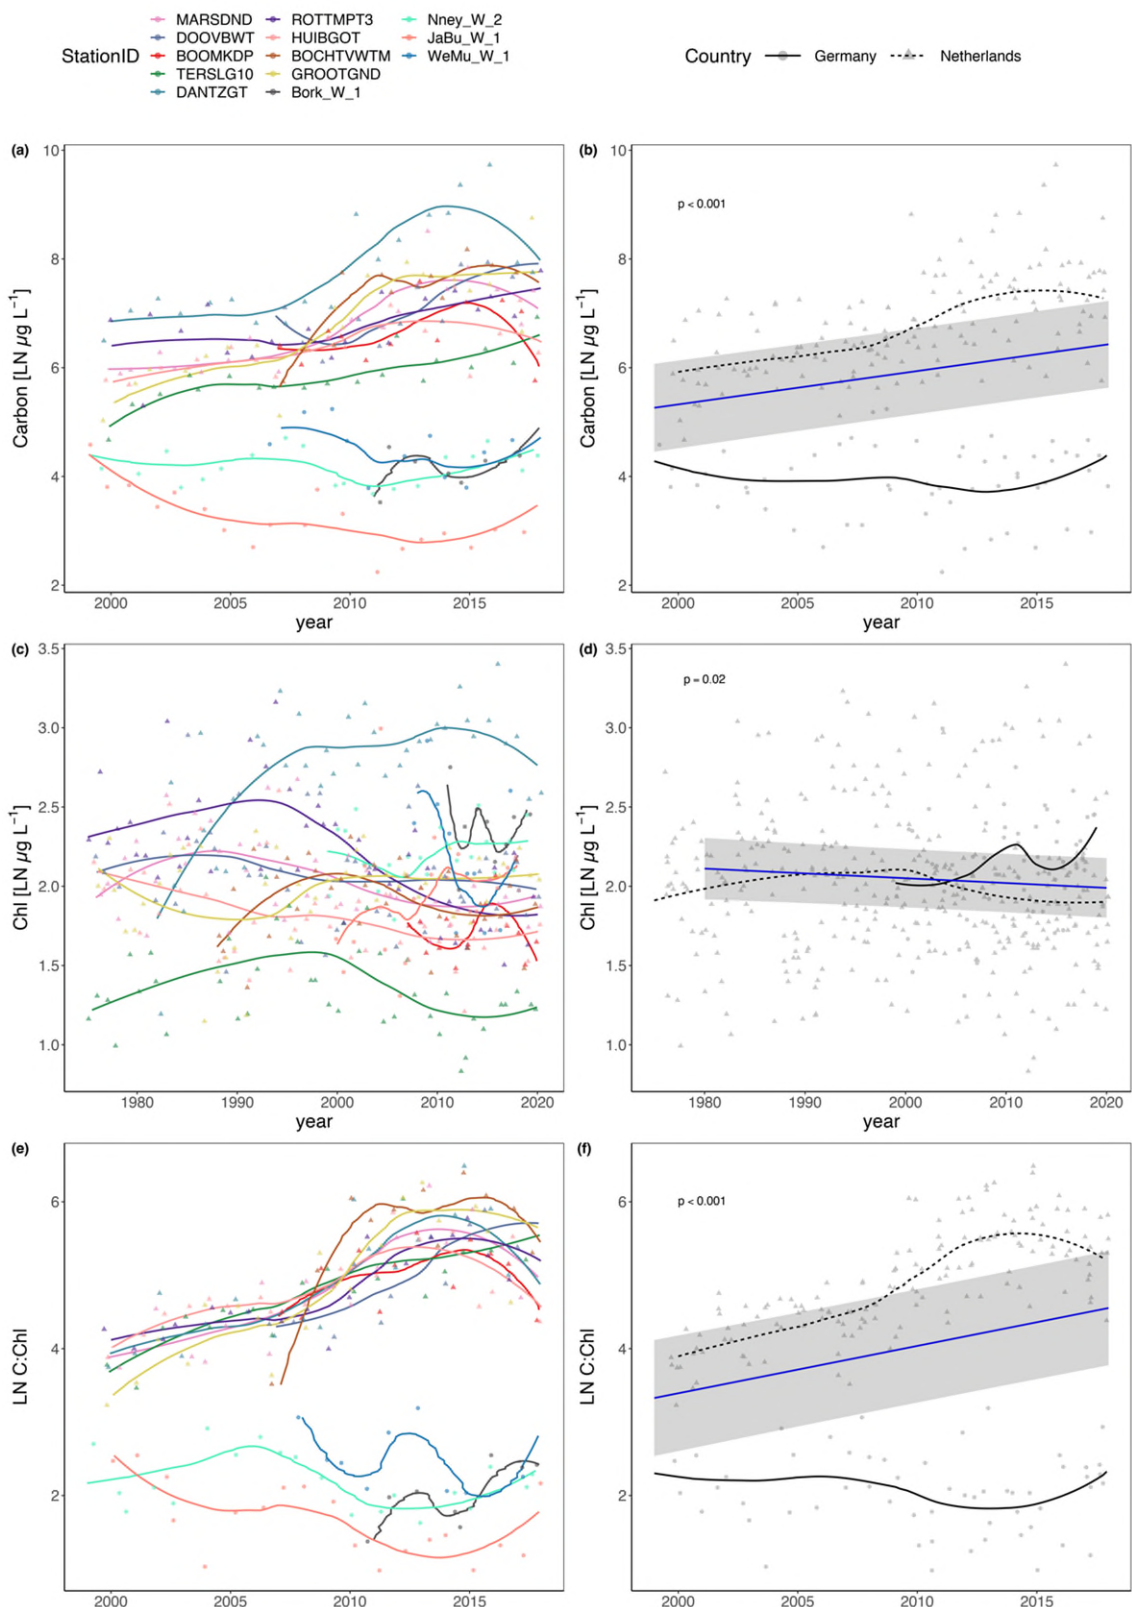 StationID
MARSDND
DOOVBWT
BOOMKDP
TERSLG10
DANTZGT
ROTTMPT3
HUIBGOT
BOCHTVWTM
GROOTGND
Bork_W_1
Nney_W_2
JaBu_W_1
WeMu_W_1
Country
Germany
Netherlands
(a)
Carbon [LN µg L⁻¹]
10
8
6
4
2
2000 2005 2010 2015
year
(b)
p < 0.001
Carbon [LN µg L⁻¹]
10
8
6
4
2
2000 2005 2010 2015
year
(c)
Chl [LN µg L⁻¹]
3.5
3.0
2.5
2.0
1.5
1.0
1980 1990 2000 2010 2020
year
(d)
p = 0.02
Chl [LN µg L⁻¹]
3.5
3.0
2.5
2.0
1.5
1.0
1980 1990 2000 2010 2020
year
(e)
LN C:Chl
6
4
2
2000 2005 2010 2015
(f)
p < 0.001
LN C:Chl
6
4
2
2000 2005 2010 2015